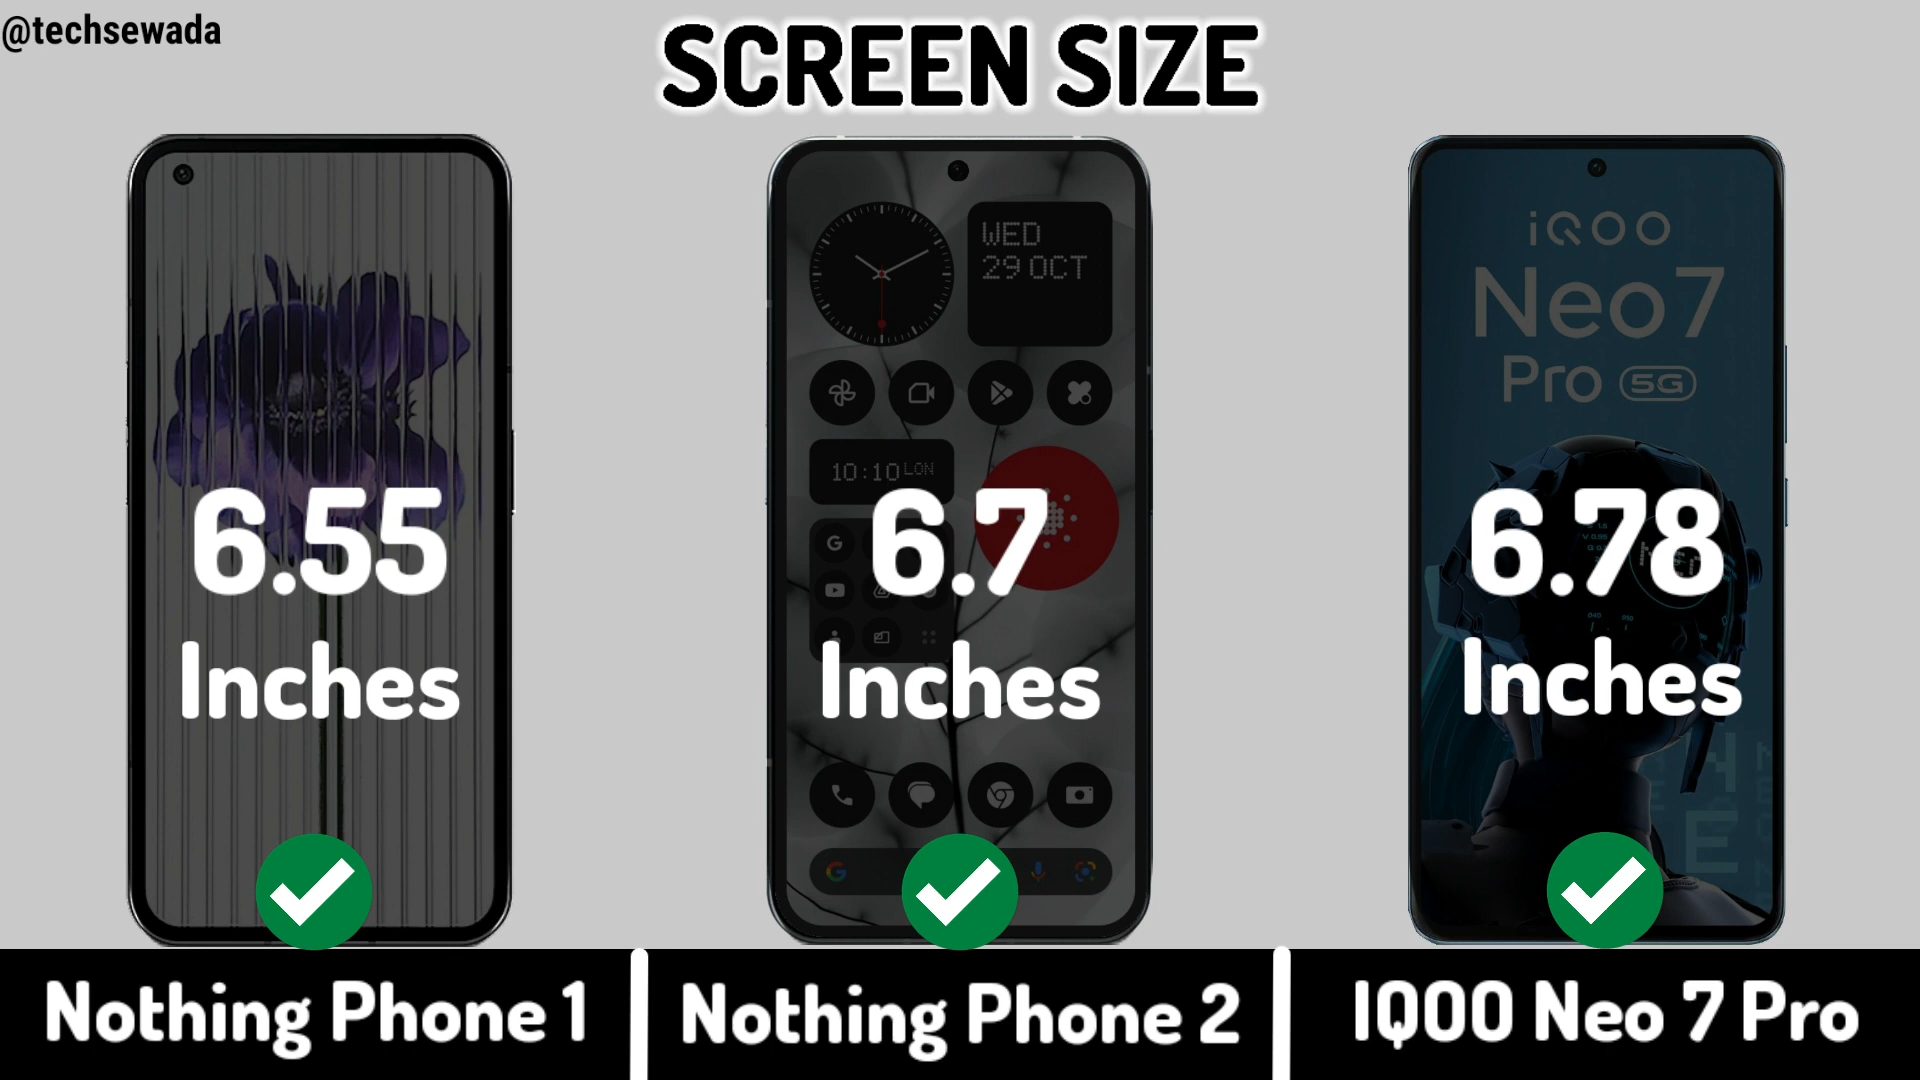 @techsewada
SCREEN SIZE
WED
29 OCT
10:10 LON
iQOO
Neo7
Pro 5G
6.55
Inches
6.7
Inches
6.78
Inches
Nothing Phone 1
Nothing Phone 2
IQOO Neo 7 Pro